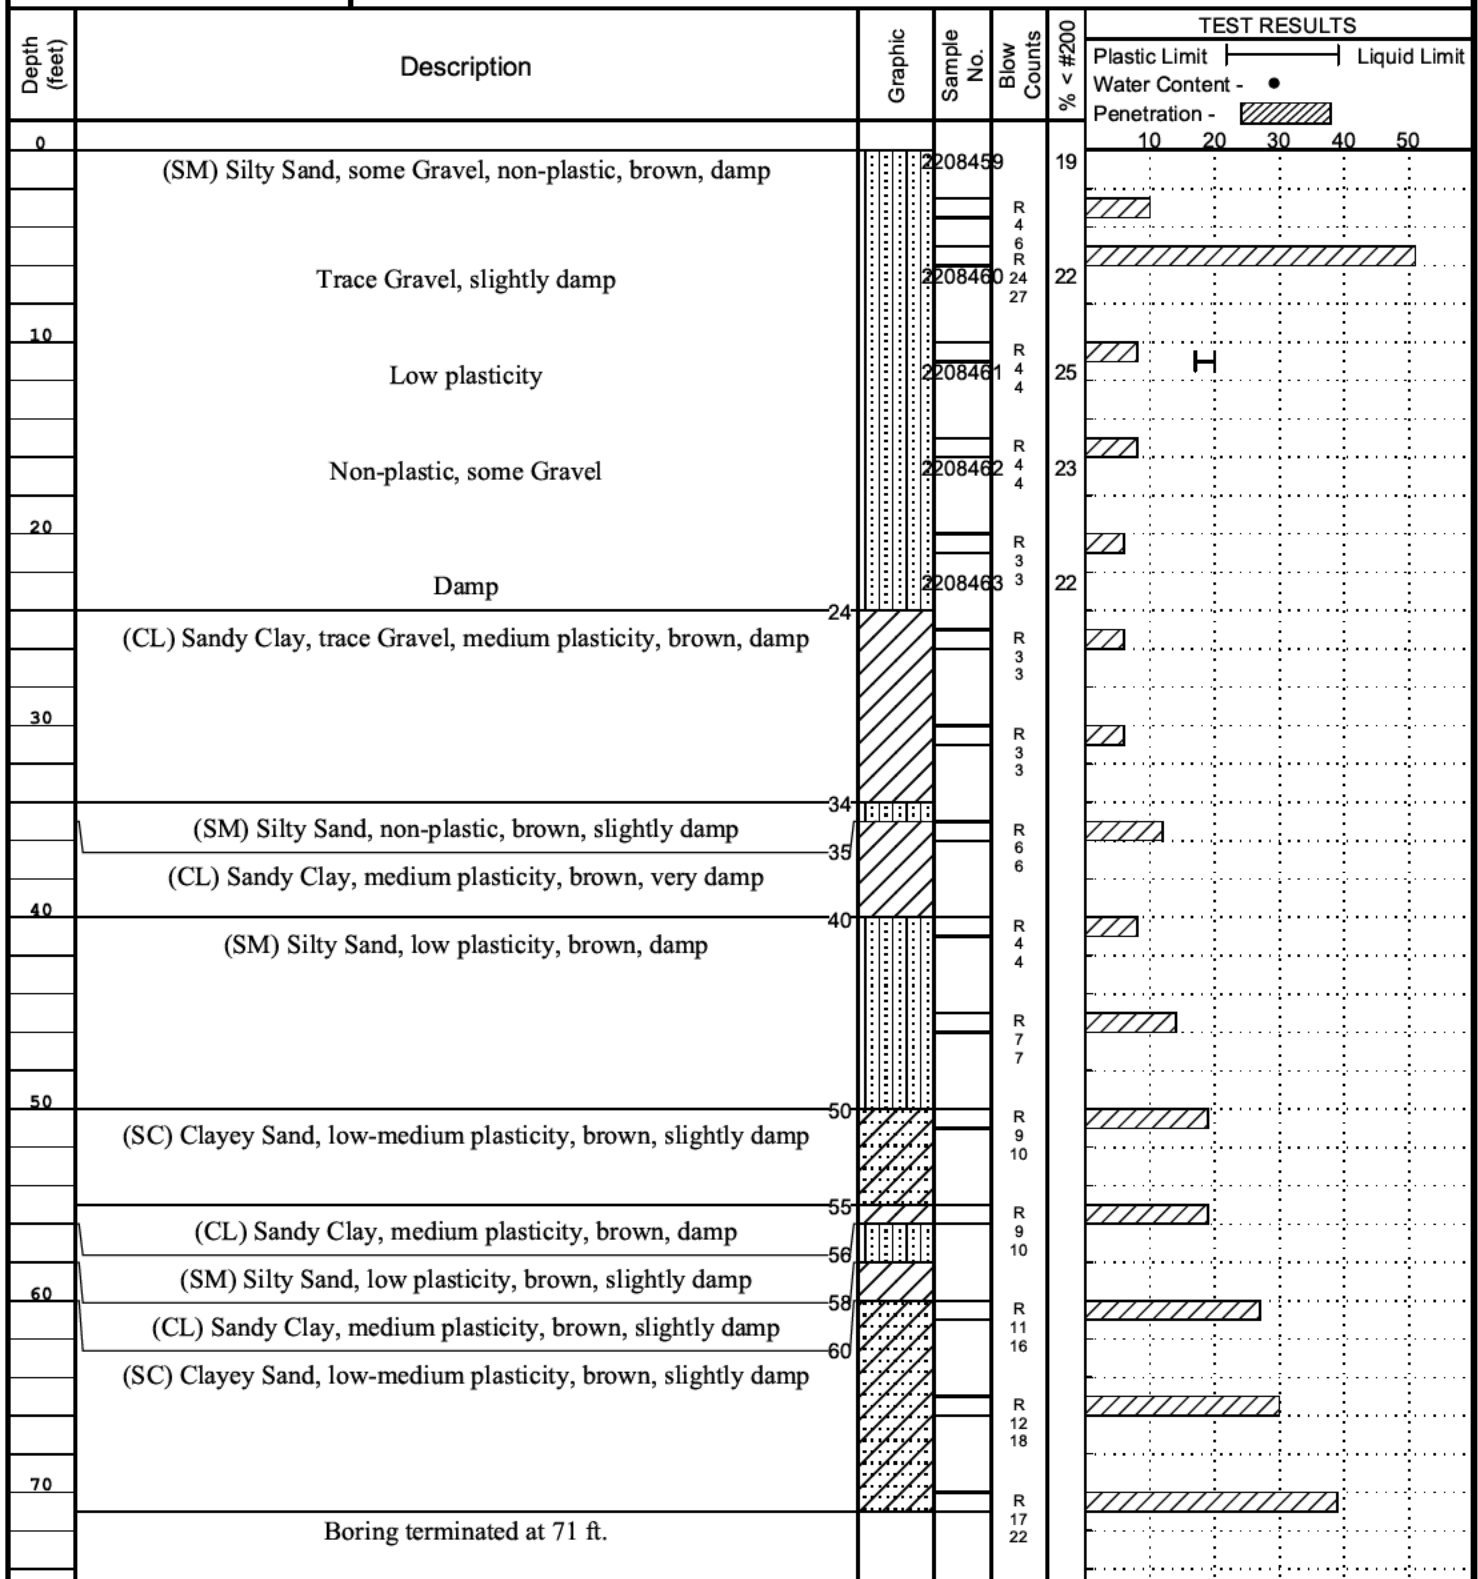 TEST RESULTS
Depth (feet)
Description
Graphic
Sample No.
Blow Counts
% < #200
Plastic Limit Liquid Limit
Water Content -
Penetration -
10 20 30 40 50
0
(SM) Silty Sand, some Gravel, non-plastic, brown, damp
2208459
19
R
4
6
Trace Gravel, slightly damp
2208460
R
24
27
22
10
Low plasticity
2208461
R
4
4
25
Non-plastic, some Gravel
2208462
R
4
4
23
20
Damp
2208463
R
3
3
22
24
(CL) Sandy Clay, trace Gravel, medium plasticity, brown, damp
R
3
3
30
R
3
3
34
(SM) Silty Sand, non-plastic, brown, slightly damp
R
6
6
35
(CL) Sandy Clay, medium plasticity, brown, very damp
40
40
(SM) Silty Sand, low plasticity, brown, damp
R
4
4
R
7
7
50
50
(SC) Clayey Sand, low-medium plasticity, brown, slightly damp
R
9
10
55
(CL) Sandy Clay, medium plasticity, brown, damp
R
9
10
56
(SM) Silty Sand, low plasticity, brown, slightly damp
60
58
(CL) Sandy Clay, medium plasticity, brown, slightly damp
R
11
16
60
(SC) Clayey Sand, low-medium plasticity, brown, slightly damp
R
12
18
70
R
17
22
Boring terminated at 71 ft.